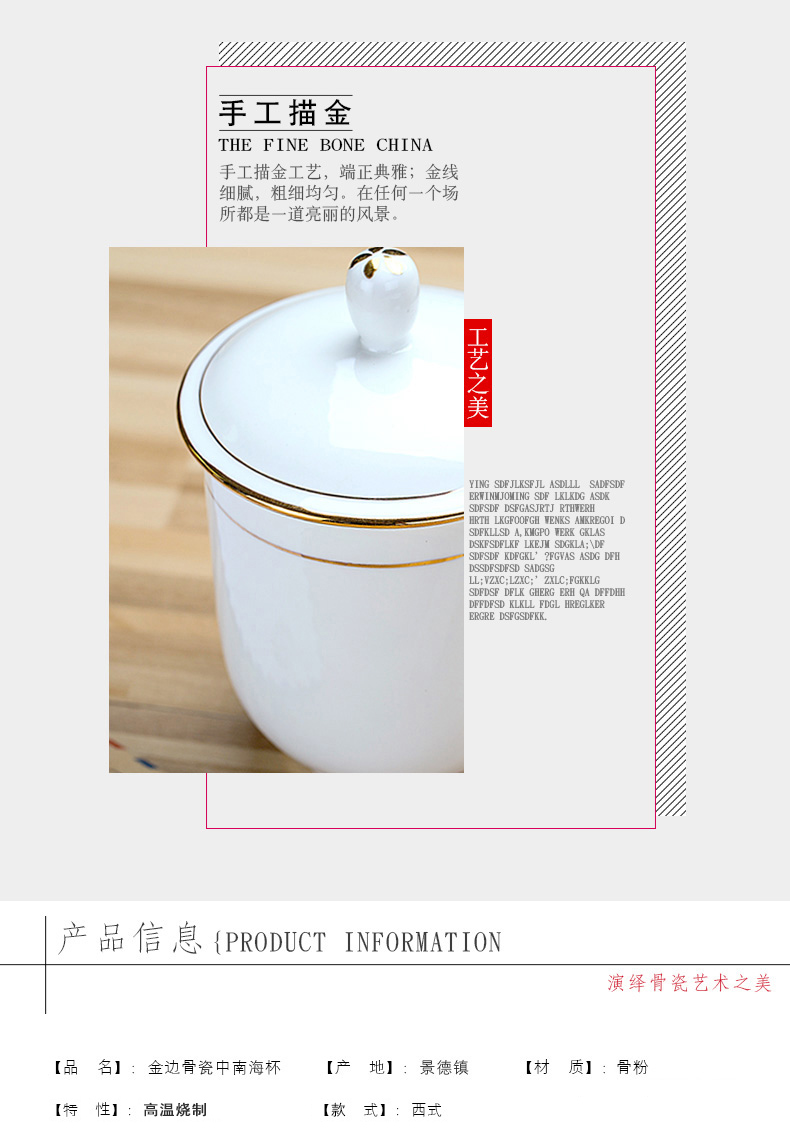 手工描金
THE FINE BONE CHINA
手工描金工艺，端正典雅；金线
细腻，粗细均匀。在任何一个场
所都是一道亮丽的风景。
工艺之美
YING SDFJLKSFJL ASDLLL  SADFSDF
ERWINMJOMING SDF LKLKDG ASDK
SDFSDF DSFGASJRTJ RTHWERH
HRTH LKGFOOFGH WENKS AMKREGOI D
SDFKLLSD A,KMGPO WERK GKLAS
DSKFSDFLKF LKEJM SDGKLA;\DF
SDFSDF KDFGKL' ?FGVAS ASDG DFH
DSSDFSDFSD SADGSG
LL;VZXC;LZXC;' ZXLC;FGKKLG
SDFDSF DFLK GHERG ERH QA DFFDHH
DFFDFSD KLKLL FDGL HREGLKER
ERGRE DSFGSDFKK.
产品信息{PRODUCT INFORMATION
演绎骨瓷艺术之美
【品　名】：金边骨瓷中南海杯　【产　地】：景德镇　【材　质】：骨粉
【特　性】：高温烧制　【款　式】：西式